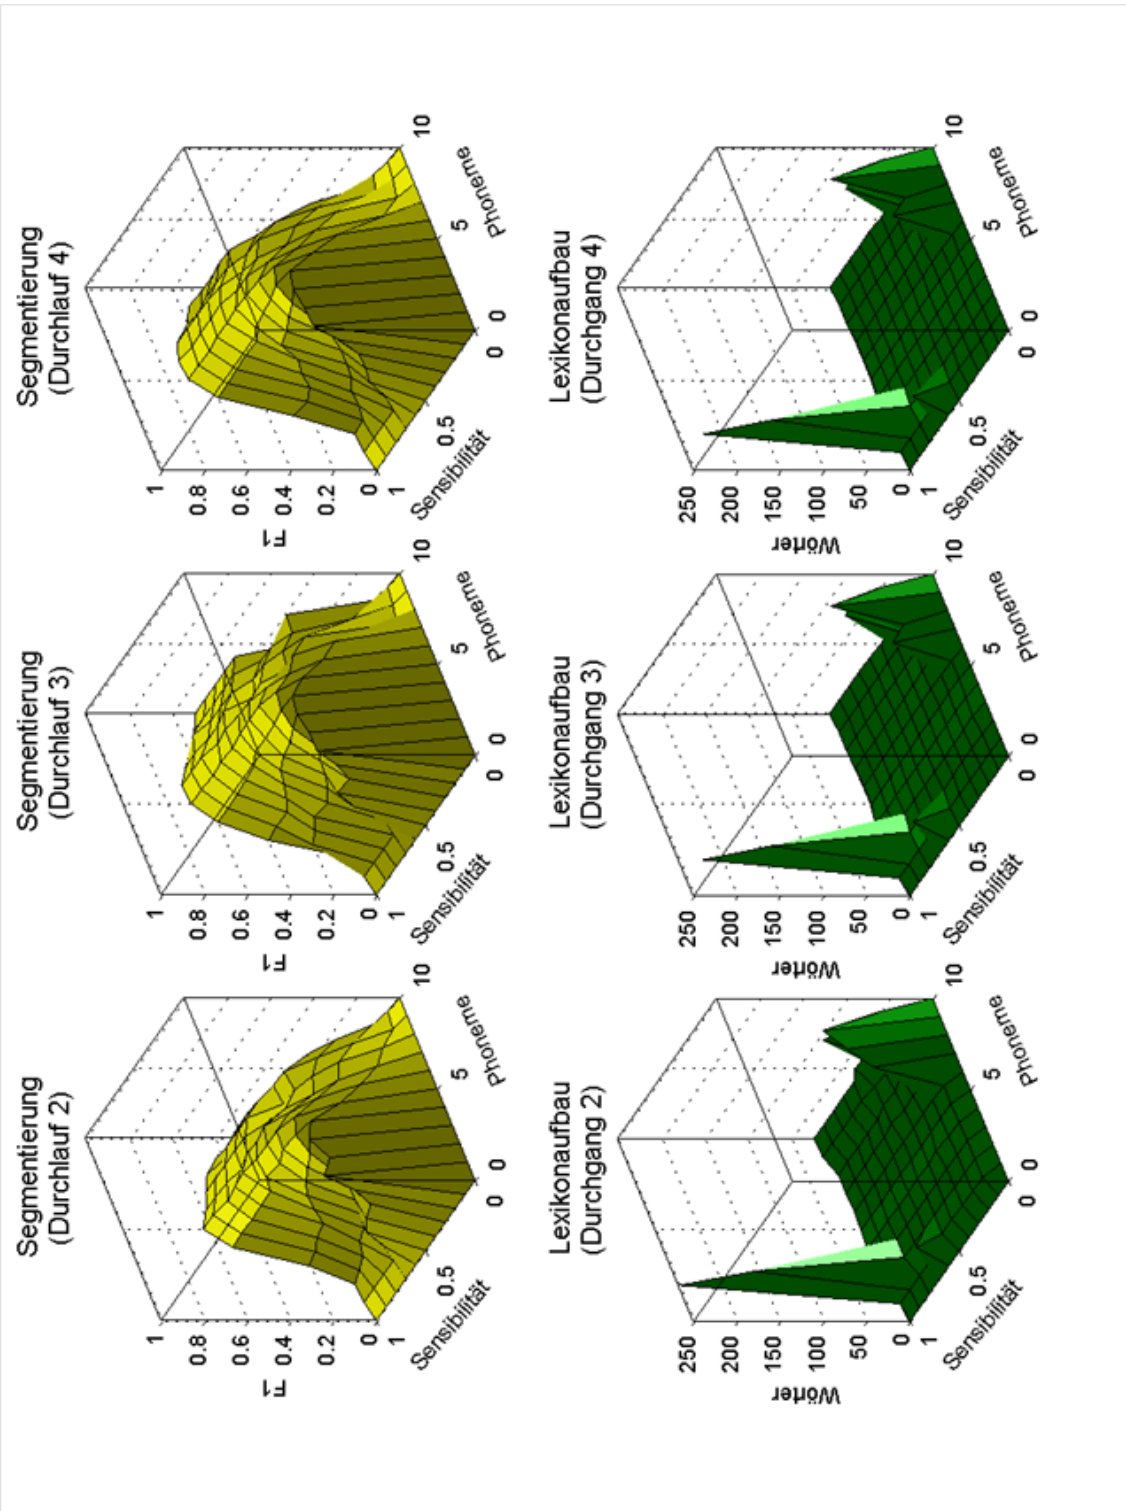 Segmentierung
(Durchlauf 2)
1
0.8
0.6
0.4
0.2
0
F1
1
0.5
0
Sensibilität
0
5
10
Phoneme
Segmentierung
(Durchlauf 3)
1
0.8
0.6
0.4
0.2
0
F1
1
0.5
0
Sensibilität
0
5
10
Phoneme
Segmentierung
(Durchlauf 4)
1
0.8
0.6
0.4
0.2
0
F1
1
0.5
0
Sensibilität
0
5
10
Phoneme
Lexikonaufbau
(Durchgang 2)
250
200
150
100
50
0
Wörter
1
0.5
0
Sensibilität
0
5
10
Phoneme
Lexikonaufbau
(Durchgang 3)
250
200
150
100
50
0
Wörter
1
0.5
0
Sensibilität
0
5
10
Phoneme
Lexikonaufbau
(Durchgang 4)
250
200
150
100
50
0
Wörter
1
0.5
0
Sensibilität
0
5
10
Phoneme